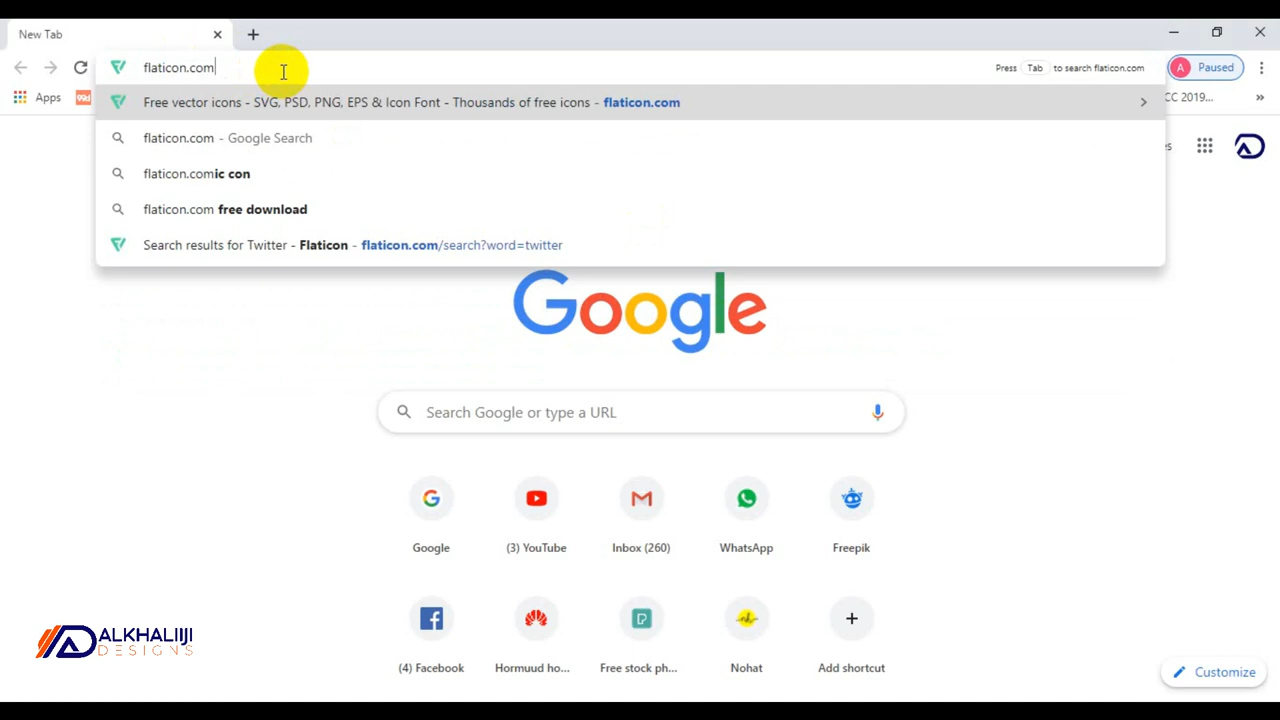 New Tab
flaticon.com
Press Tab to search flaticon.com
A Paused
Apps 99d CC 2019...
Free vector icons - SVG, PSD, PNG, EPS & Icon Font - Thousands of free icons - flaticon.com
flaticon.com - Google Search
flaticon.comic con
es
flaticon.com free download
Search results for Twitter - Flaticon - flaticon.com/search?word=twitter
Google
Search Google or type a URL
Google (3) YouTube Inbox (260) WhatsApp Freepik
(4) Facebook Hormuud ho... Free stock ph... Nohat Add shortcut
ALKHALIIJI
DESIGNS
Customize